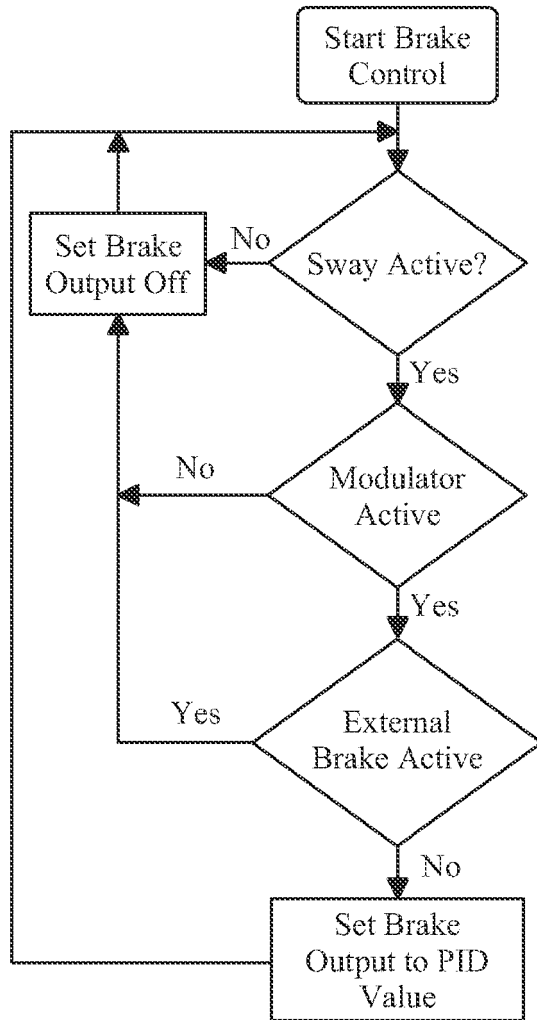 Start Brake
Control
No
Set Brake
Output Off
Sway Active?
Yes
No
Modulator
Active
Yes
Yes
External
Brake Active
No
Set Brake
Output to PID
Value